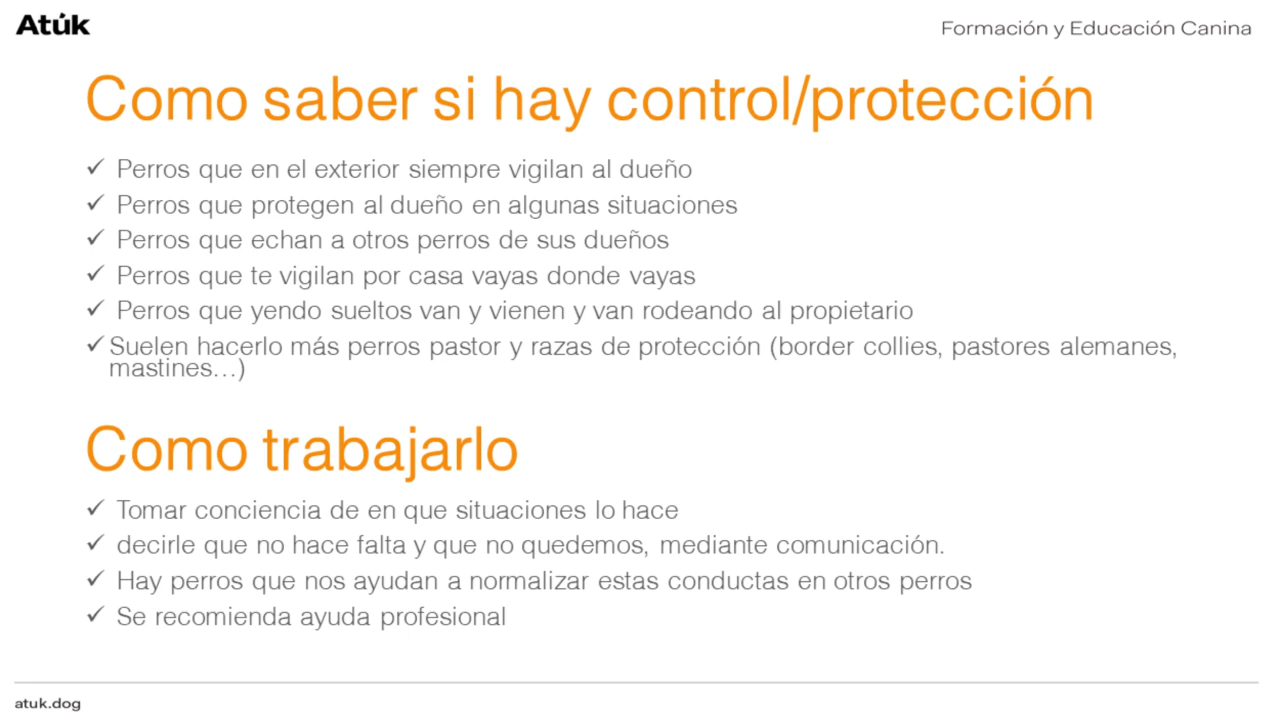 Atúk
Formación y Educación Canina
Como saber si hay control/protección
✓ Perros que en el exterior siempre vigilan al dueño
✓ Perros que protegen al dueño en algunas situaciones
✓ Perros que echan a otros perros de sus dueños
✓ Perros que te vigilan por casa vayas donde vayas
✓ Perros que yendo sueltos van y vienen y van rodeando al propietario
✓ Suelen hacerlo más perros pastor y razas de protección (border collies, pastores alemanes,
mastines…)
Como trabajarlo
✓ Tomar conciencia de en que situaciones lo hace
✓ decirle que no hace falta y que no quedemos, mediante comunicación.
✓ Hay perros que nos ayudan a normalizar estas conductas en otros perros
✓ Se recomienda ayuda profesional
atuk.dog